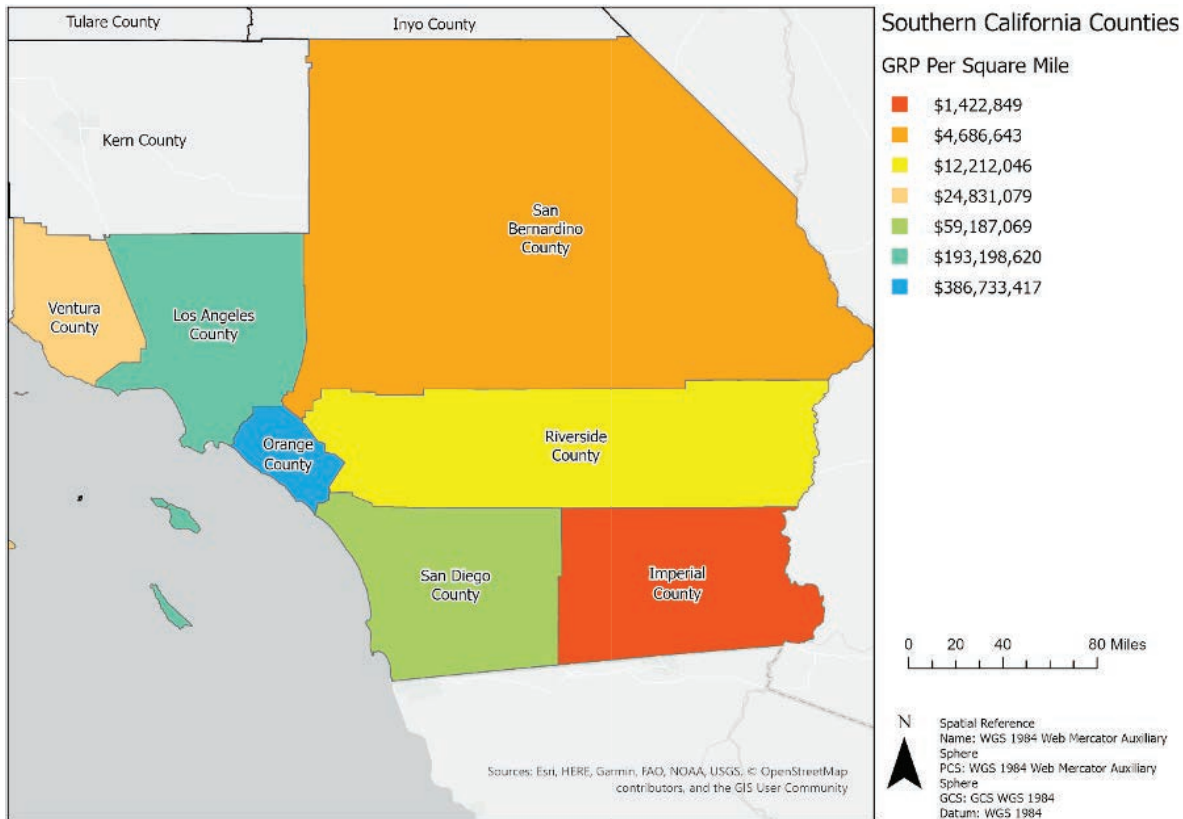 Tulare County
Inyo County
Kern County
San
Bernardino
County
Ventura
County
Los Angeles
County
Orange
County
Riverside
County
San Diego
County
Imperial
County
Sources: Esri, HERE, Garmin, FAO, NOAA, USGS, © OpenStreetMap
contributors, and the GIS User Community
Southern California Counties
GRP Per Square Mile
$1,422,849
$4,686,643
$12,212,046
$24,831,079
$59,187,069
$193,198,620
$386,733,417
0 20 40 80 Miles
N
Spatial Reference
Name: WGS 1984 Web Mercator Auxiliary
Sphere
PCS: WGS 1984 Web Mercator Auxiliary
Sphere
GCS: GCS WGS 1984
Datum: WGS 1984